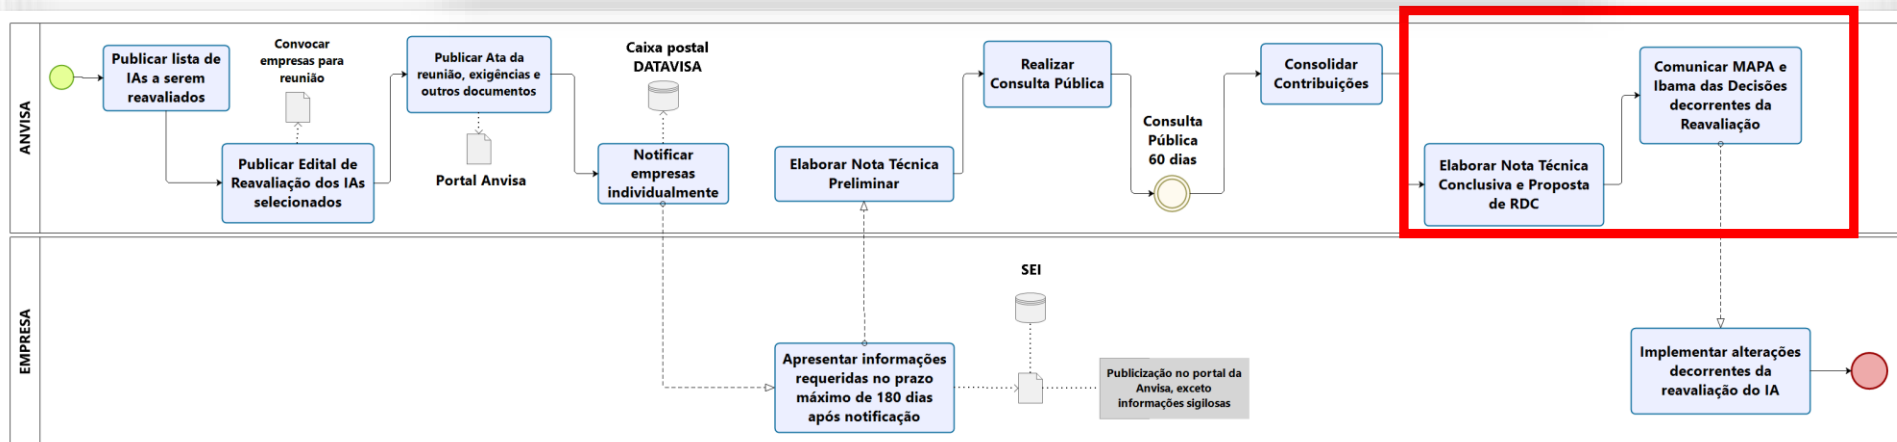 ANVISA
Publicar lista de
IAs a serem
reavaliados
Convocar
empresas para
reunião
Publicar Edital de
Reavaliação dos IAs
selecionados
Publicar Ata da
reunião, exigências e
outros documentos
Portal Anvisa
Caixa postal
DATAVISA
Notificar
empresas
individualmente
Elaborar Nota Técnica
Preliminar
Realizar
Consulta Pública
Consulta
Pública
60 dias
Consolidar
Contribuições
Elaborar Nota Técnica
Conclusiva e Proposta
de RDC
Comunicar MAPA e
Ibama das Decisões
decorrentes da
Reavaliação
EMPRESA
Apresentar informações
requeridas no prazo
máximo de 180 dias
após notificação
SEI
Publicização no portal da
Anvisa, exceto
informações sigilosas
Implementar alterações
decorrentes da
reavaliação do IA